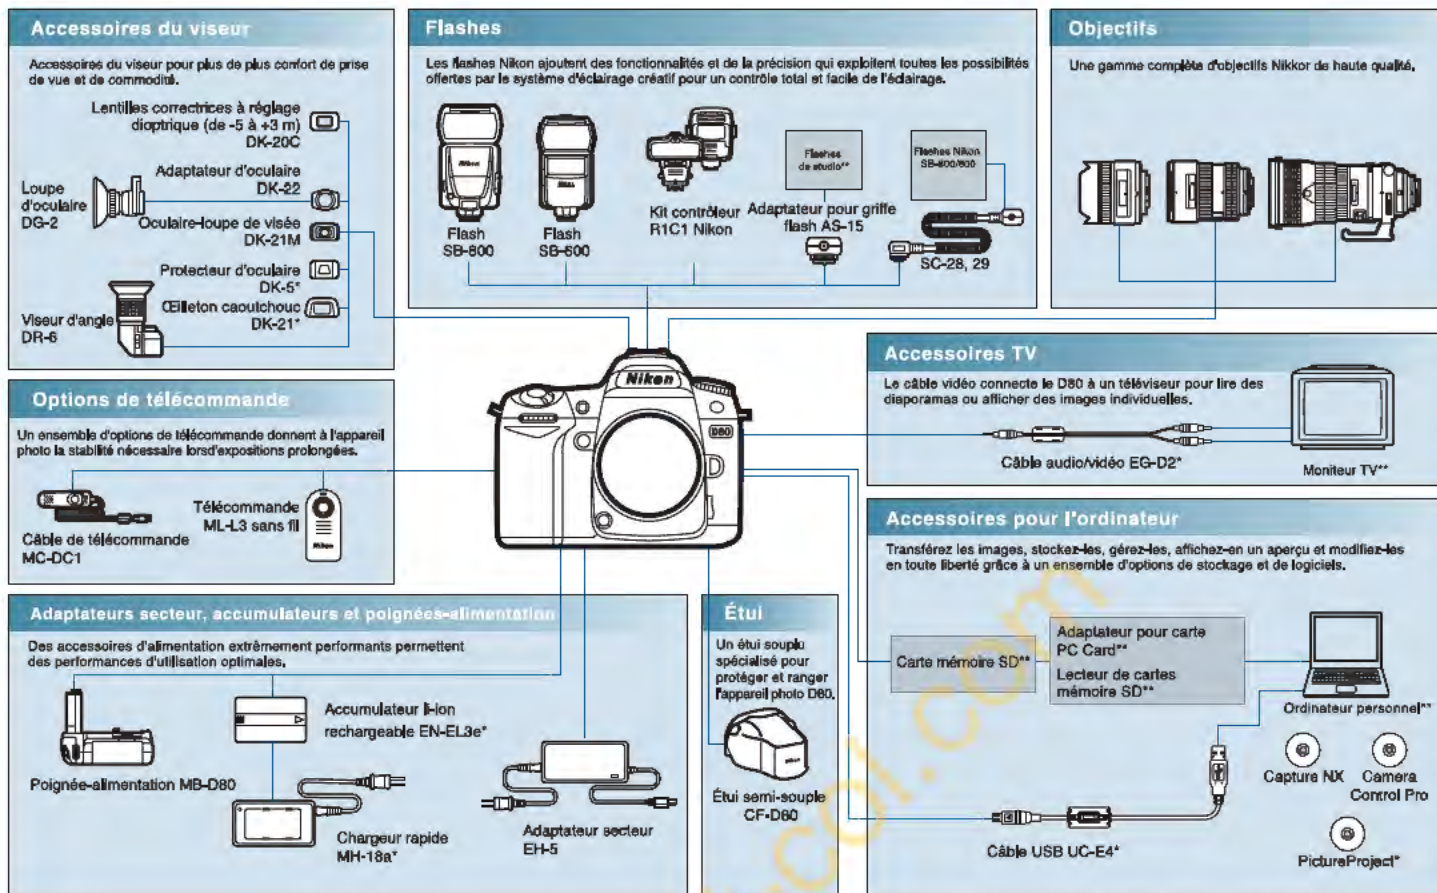 Accessoires du viseur
Accessoires du viseur pour plus de plus confort de prise
de vue et de commodité.
Lentilles correctrices à réglage
dioptrique (de -5 à +3 m)
DK-20C
Adaptateur d'oculaire
DK-22
Loupe
d'oculaire
DG-2
Oculaire-loupe de visée
DK-21M
Protecteur d'oculaire
DK-5*
Œilleton caoutchouc
DK-21*
Viseur d'angle
DR-6
Flashes
Les flashes Nikon ajoutent des fonctionnalités et de la précision qui exploitent toutes les possibilités
offertes par le système d'éclairage créatif pour un contrôle total et facile de l'éclairage.
Flash
SB-800
Flash
SB-600
Kit contrôleur
R1C1 Nikon
Flashes
de studio**
Adaptateur pour griffe
flash AS-15
Flashes Nikon
SB-800/600
SC-28, 29
Objectifs
Une gamme complète d'objectifs Nikkor de haute qualité.
Options de télécommande
Un ensemble d'options de télécommande donnent à l'appareil
photo la stabilité nécessaire lorsd'expositions prolongées.
Câble de télécommande
MC-DC1
Télécommande
ML-L3 sans fil
Nikon
Nikon
D80
Accessoires TV
Le câble vidéo connecte le D80 à un téléviseur pour lire des
diaporamas ou afficher des images individuelles.
Câble audio/vidéo EG-D2*
Moniteur TV**
Accessoires pour l'ordinateur
Transférez les images, stockez-les, gérez-les, affichez-en un aperçu et modifiez-les
en toute liberté grâce à un ensemble d'options de stockage et de logiciels.
Carte mémoire SD**
Adaptateur pour carte
PC Card**
Lecteur de cartes
mémoire SD**
Ordinateur personnel**
Capture NX
Camera
Control Pro
PictureProject*
Câble USB UC-E4*
Adaptateurs secteur, accumulateurs et poignées-alimentation
Des accessoires d'alimentation extrêmement performants permettent
des performances d'utilisation optimales.
Poignée-alimentation MB-D80
Accumulateur li-ion
rechargeable EN-EL3e*
Chargeur rapide
MH-18a*
Adaptateur secteur
EH-5
Étui
Un étui souplu
spécialisé pour
protéger et ranger
l'appareil photo D80.
Étui semi-souple
CF-D80